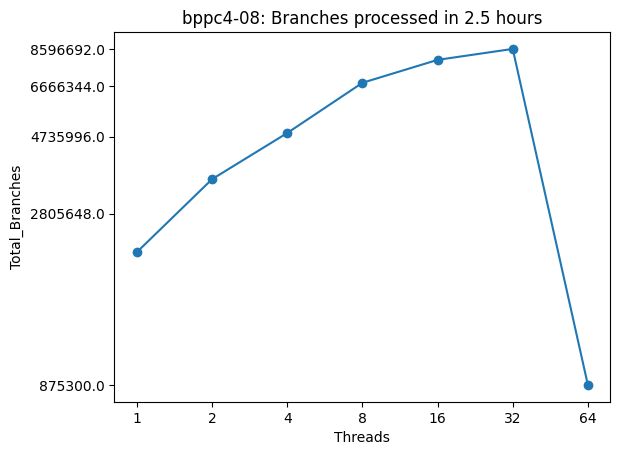 bppc4-08: Branches processed in 2.5 hours
8596692.0
6666344.0
4735996.0
2805648.0
875300.0
Total_Branches
1 2 4 8 16 32 64
Threads